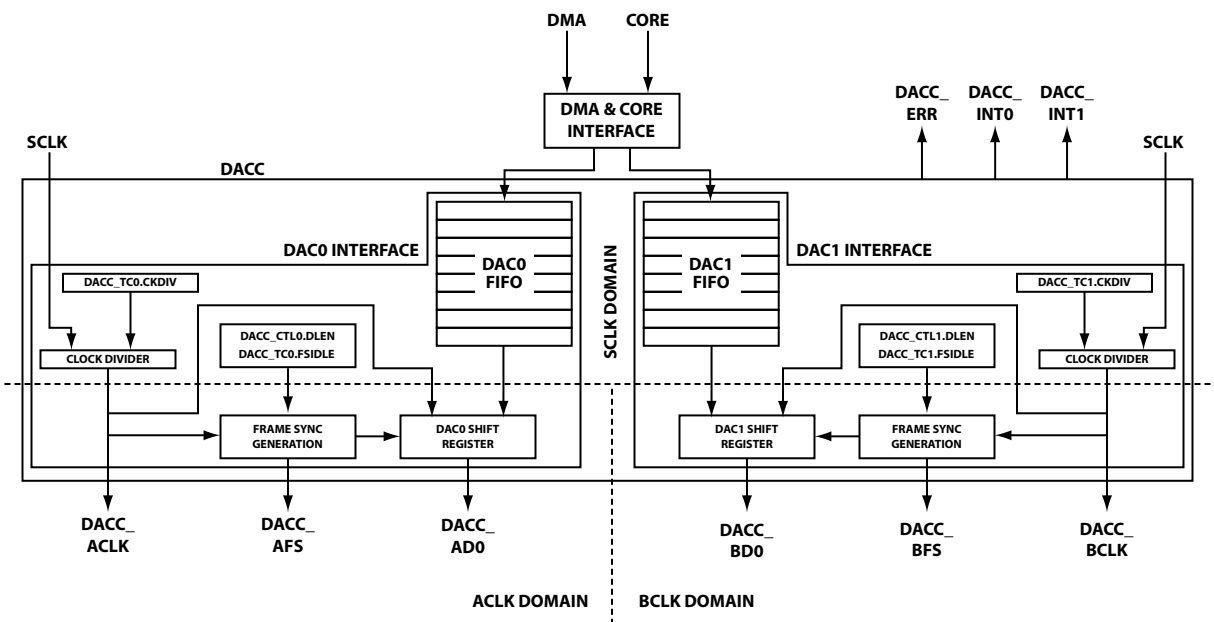 DMA
CORE
DMA & CORE
INTERFACE
DACC_
ERR
DACC_
INT0
DACC_
INT1
SCLK
SCLK
DACC
DAC0 INTERFACE
DAC0
FIFO
SCLK DOMAIN
DAC1
FIFO
DAC1 INTERFACE
DACC_TC0.CKDIV
DACC_TC1.CKDIV
CLOCK DIVIDER
DACC_CTL0.DLEN
DACC_TC0.FSIDLE
DACC_CTL1.DLEN
DACC_TC1.FSIDLE
CLOCK DIVIDER
FRAME SYNC
GENERATION
DAC0 SHIFT
REGISTER
DAC1 SHIFT
REGISTER
FRAME SYNC
GENERATION
DACC_
ACLK
DACC_
AFS
DACC_
AD0
DACC_
BD0
DACC_
BFS
DACC_
BCLK
ACLK DOMAIN
BCLK DOMAIN